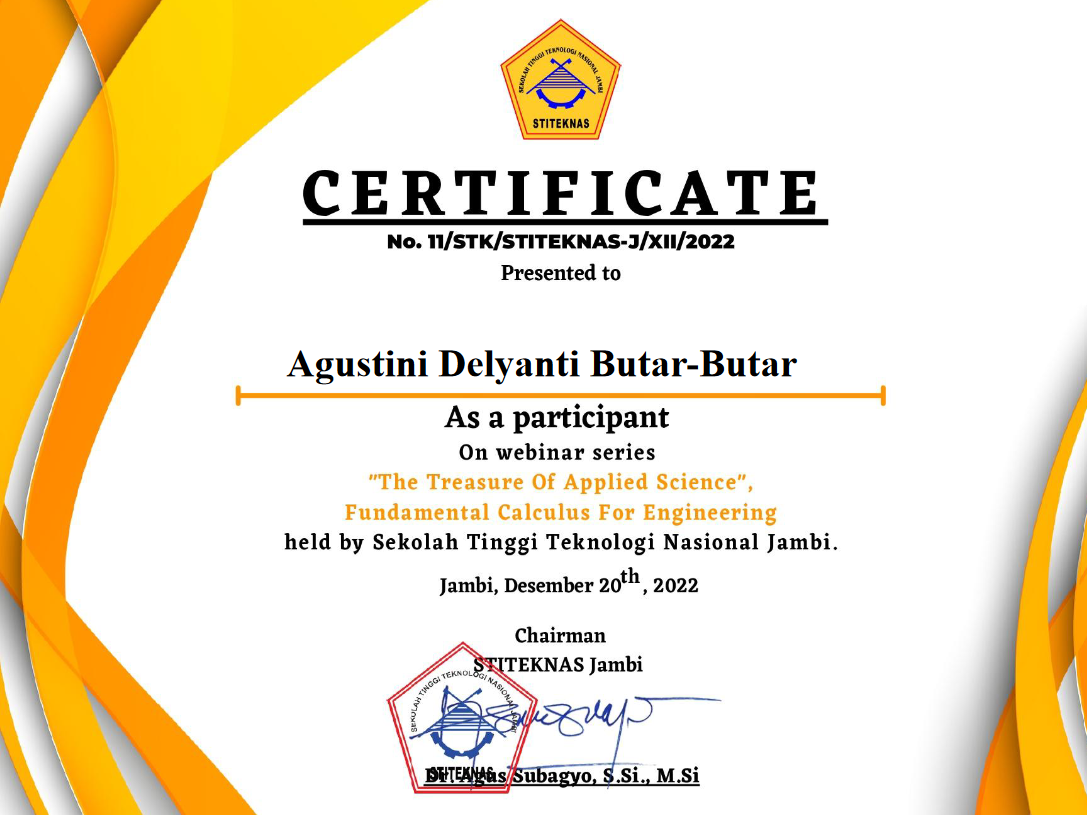 SEKOLAH TINGGI TEKNOLOGI NASIONAL JAMBI
STITEKNAS
CERTIFICATE
No. 11/STK/STITEKNAS-J/XII/2022
Presented to
Agustini Delyanti Butar-Butar
As a participant
On webinar series
"The Treasure Of Applied Science",
Fundamental Calculus For Engineering
held by Sekolah Tinggi Teknologi Nasional Jambi.
Jambi, Desember 20th, 2022
Chairman
STITEKNAS Jambi
SEKOLAH TINGGI TEKNOLOGI NASIONAL JAMBI
STITEKNAS
Dr. Agus Subagyo, S.Si., M.Si